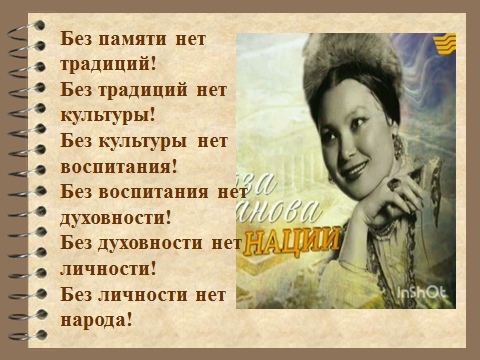 Без памяти нет
традиций!
Без традиций нет
культуры!
Без культуры нет
воспитания!
Без воспитания нет
духовности!
Без духовности нет
личности!
Без личности нет
народа!
НАЦИИ
InShOt